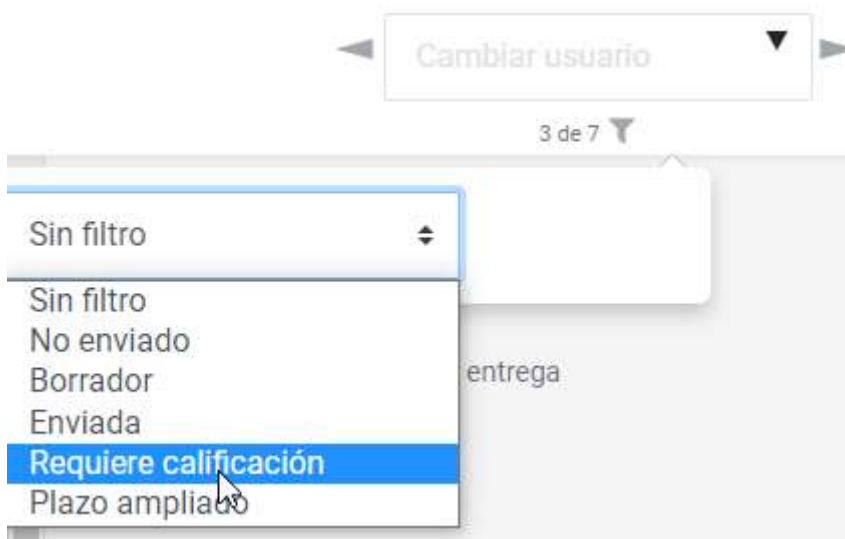 Cambiar usuario
3 de 7
Sin filtro
Sin filtro
No enviado
Borrador
entrega
Enviada
Requiere calificación
Plazo ampliado